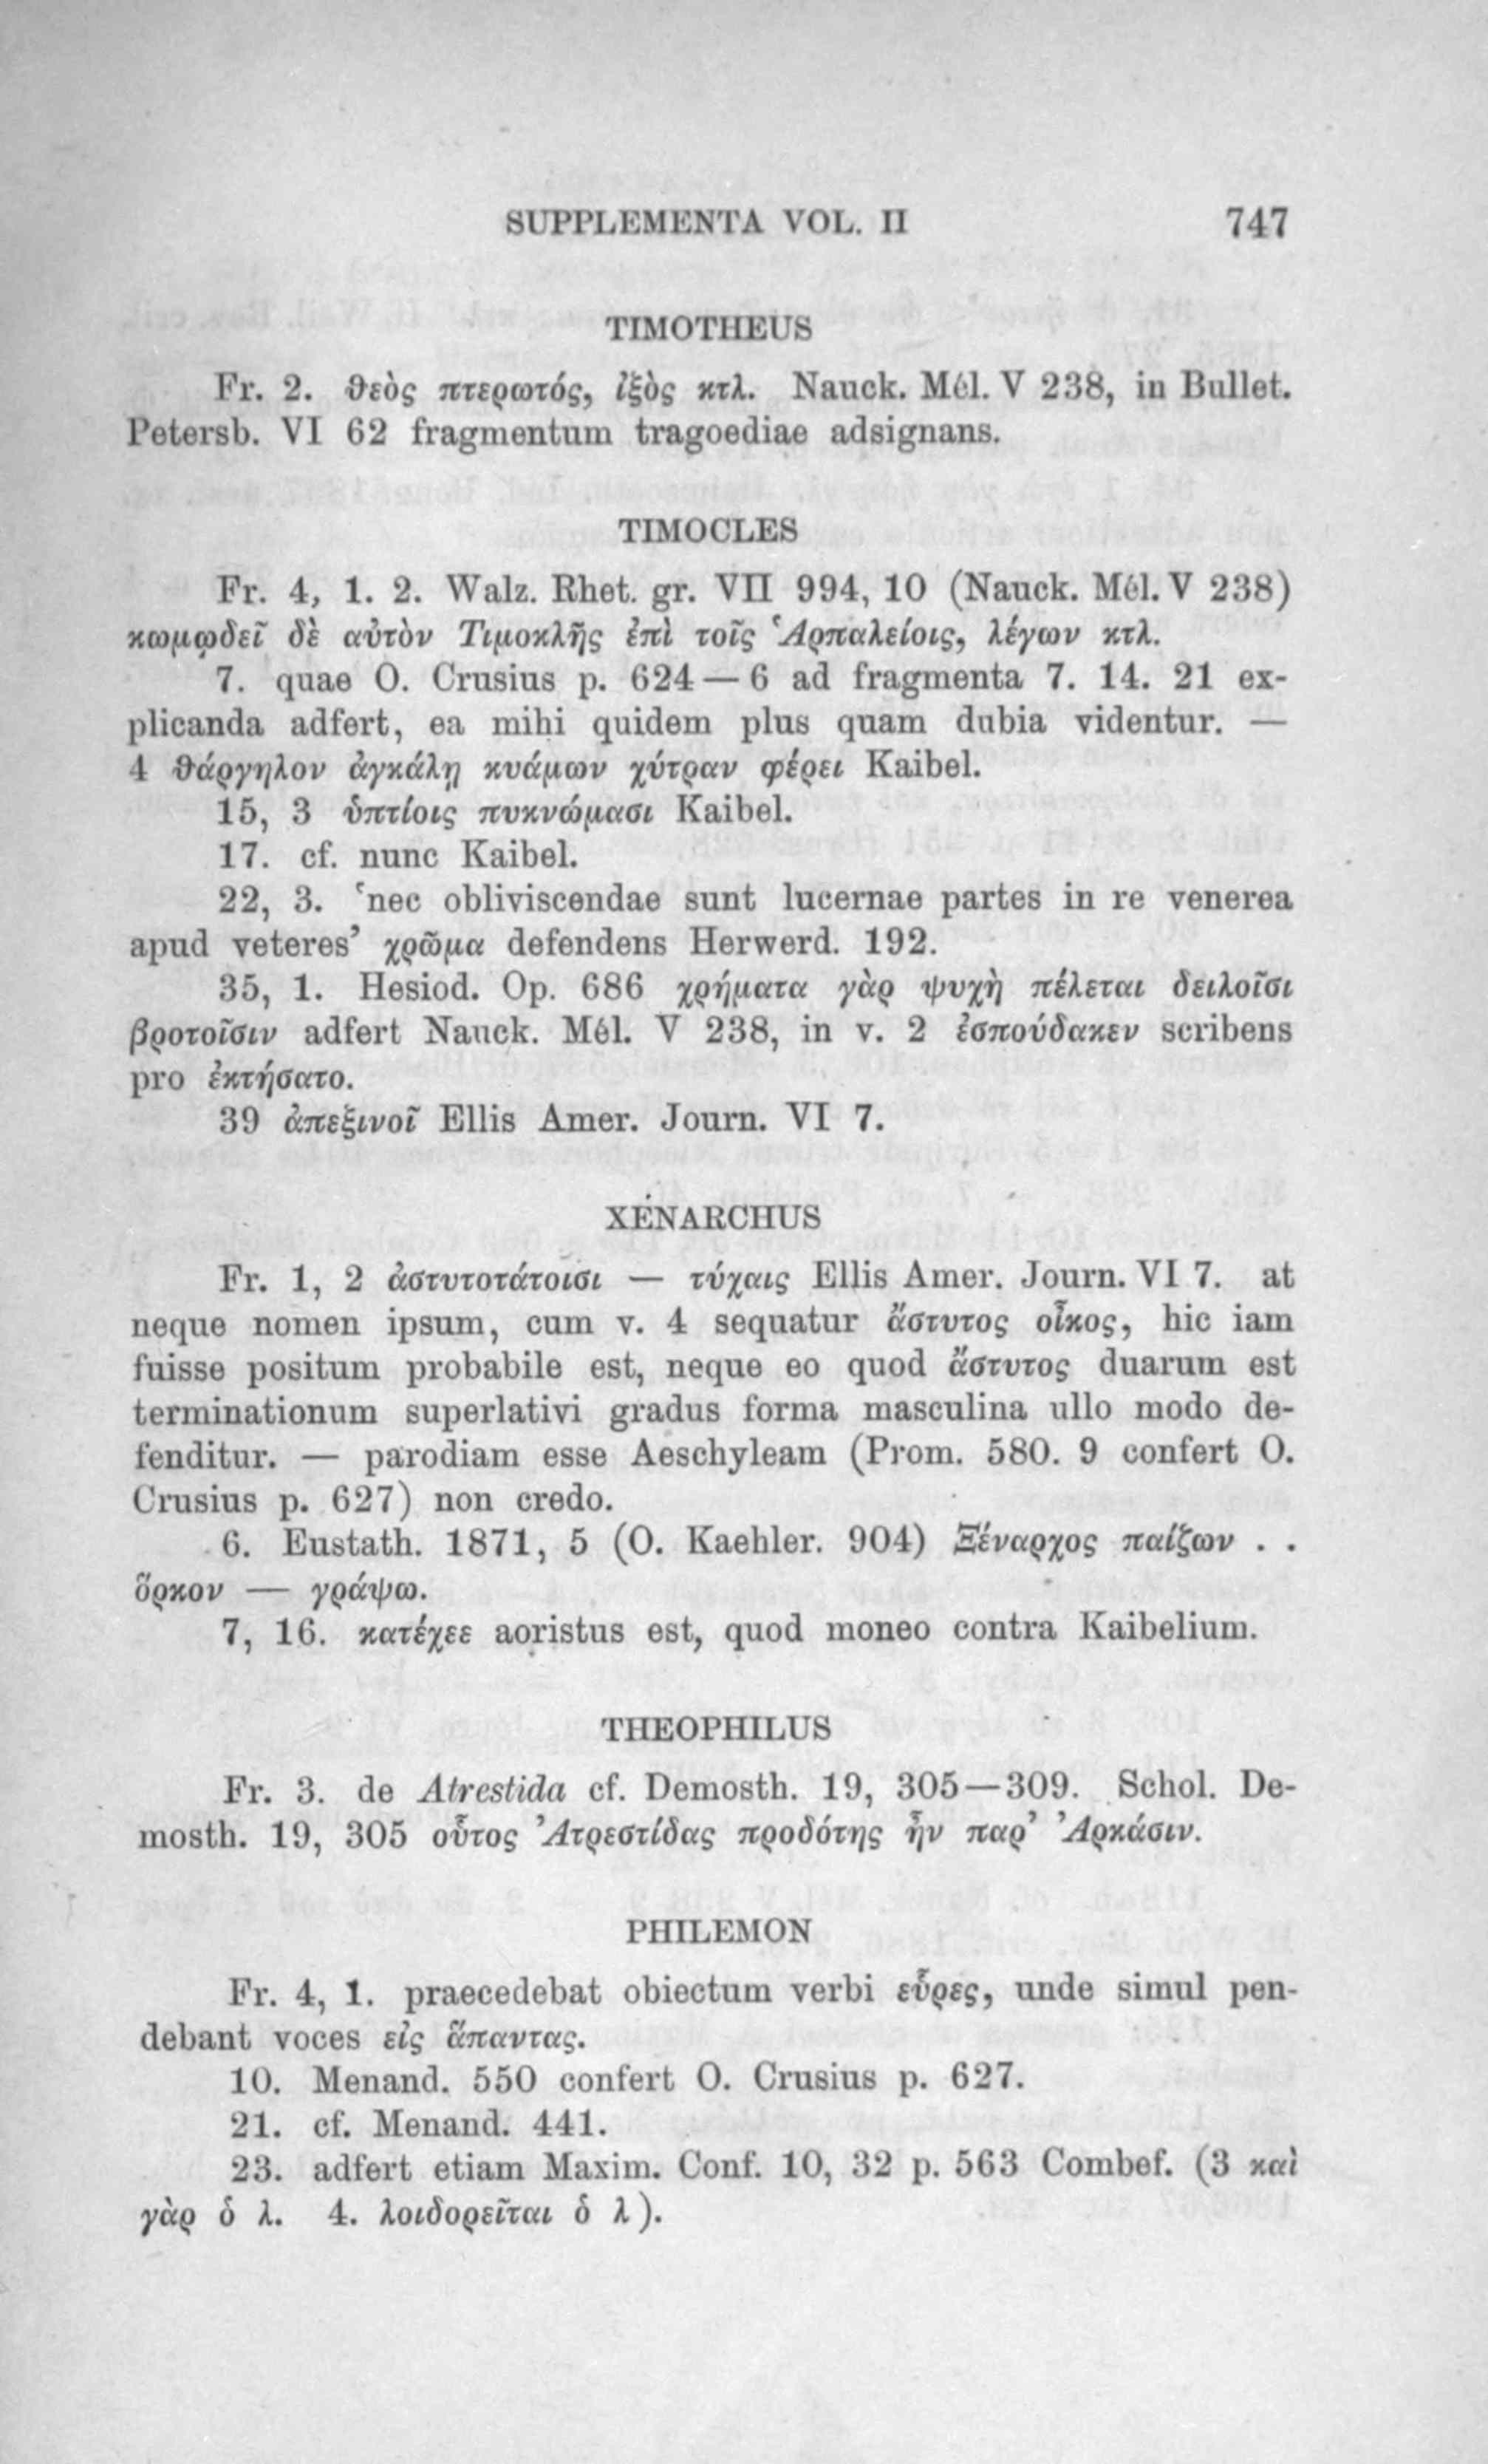 SUPPLEMENTA VOL. II 747
TIMOTHEUS
Fr. 2. θεὸς πτερωτός, ἰξὸς κτλ. Nauck. Mél. V 238, in Bullet.
Petersb. VI 62 fragmentum tragoediae adsignans.
TIMOCLES
Fr. 4, 1. 2. Walz. Rhet. gr. VII 994, 10 (Nauck. Mél. V 238)
κωμῳδεῖ δὲ αὐτὸν Τιμοκλῆς ἐπὶ τοῖς Ἁρπαλείοις, λέγων κτλ.
7. quae O. Crusius p. 624—6 ad fragmenta 7. 14. 21 ex-
plicanda adfert, ea mihi quidem plus quam dubia videntur. —
4 θάργηλον ἀγκάλῃ κυάμων χύτραν φέρει Kaibel.
15, 3 ὑπτίοις πυκνώμασι Kaibel.
17. cf. nunc Kaibel.
22, 3. ‘nec obliviscendae sunt lucernae partes in re venerea
apud veteres’ χρῶμα defendens Herwerd. 192.
35, 1. Hesiod. Op. 686 χρήματα γὰρ ψυχὴ πέλεται δειλοῖσι
βροτοῖσιν adfert Nauck. Mél. V 238, in v. 2 ἐσπούδακεν scribens
pro ἐκτήσατο.
39 ἀπεξινοῖ Ellis Amer. Journ. VI 7.
XENARCHUS
Fr. 1, 2 ἀστυτοτάτοισι — τύχαις Ellis Amer. Journ. VI 7. at
neque nomen ipsum, cum v. 4 sequatur ἄστυτος οἶκος, hic iam
fuisse positum probabile est, neque eo quod ἄστυτος duarum est
terminationum superlativi gradus forma masculina ullo modo de-
fenditur. — parodiam esse Aeschyleam (Prom. 580. 9 confert O.
Crusius p. 627) non credo.
6. Eustath. 1871, 5 (O. Kaehler. 904) Ξέναρχος παίζων . .
ὅρκον — γράψω.
7, 16. κατέχεε aoristus est, quod moneo contra Kaibelium.
THEOPHILUS
Fr. 3. de Atrestida cf. Demosth. 19, 305—309. Schol. De-
mosth. 19, 305 οὗτος Ἀτρεστίδας προδότης ἦν παρ’ Ἀρκάσιν.
PHILEMON
Fr. 4, 1. praecedebat obiectum verbi εὗρες, unde simul pen-
debant voces εἰς ἅπαντας.
10. Menand. 550 confert O. Crusius p. 627.
21. cf. Menand. 441.
23. adfert etiam Maxim. Conf. 10, 32 p. 563 Combef. (3 καὶ
γὰρ ὁ λ. 4. λοιδορεῖται ὁ λ).